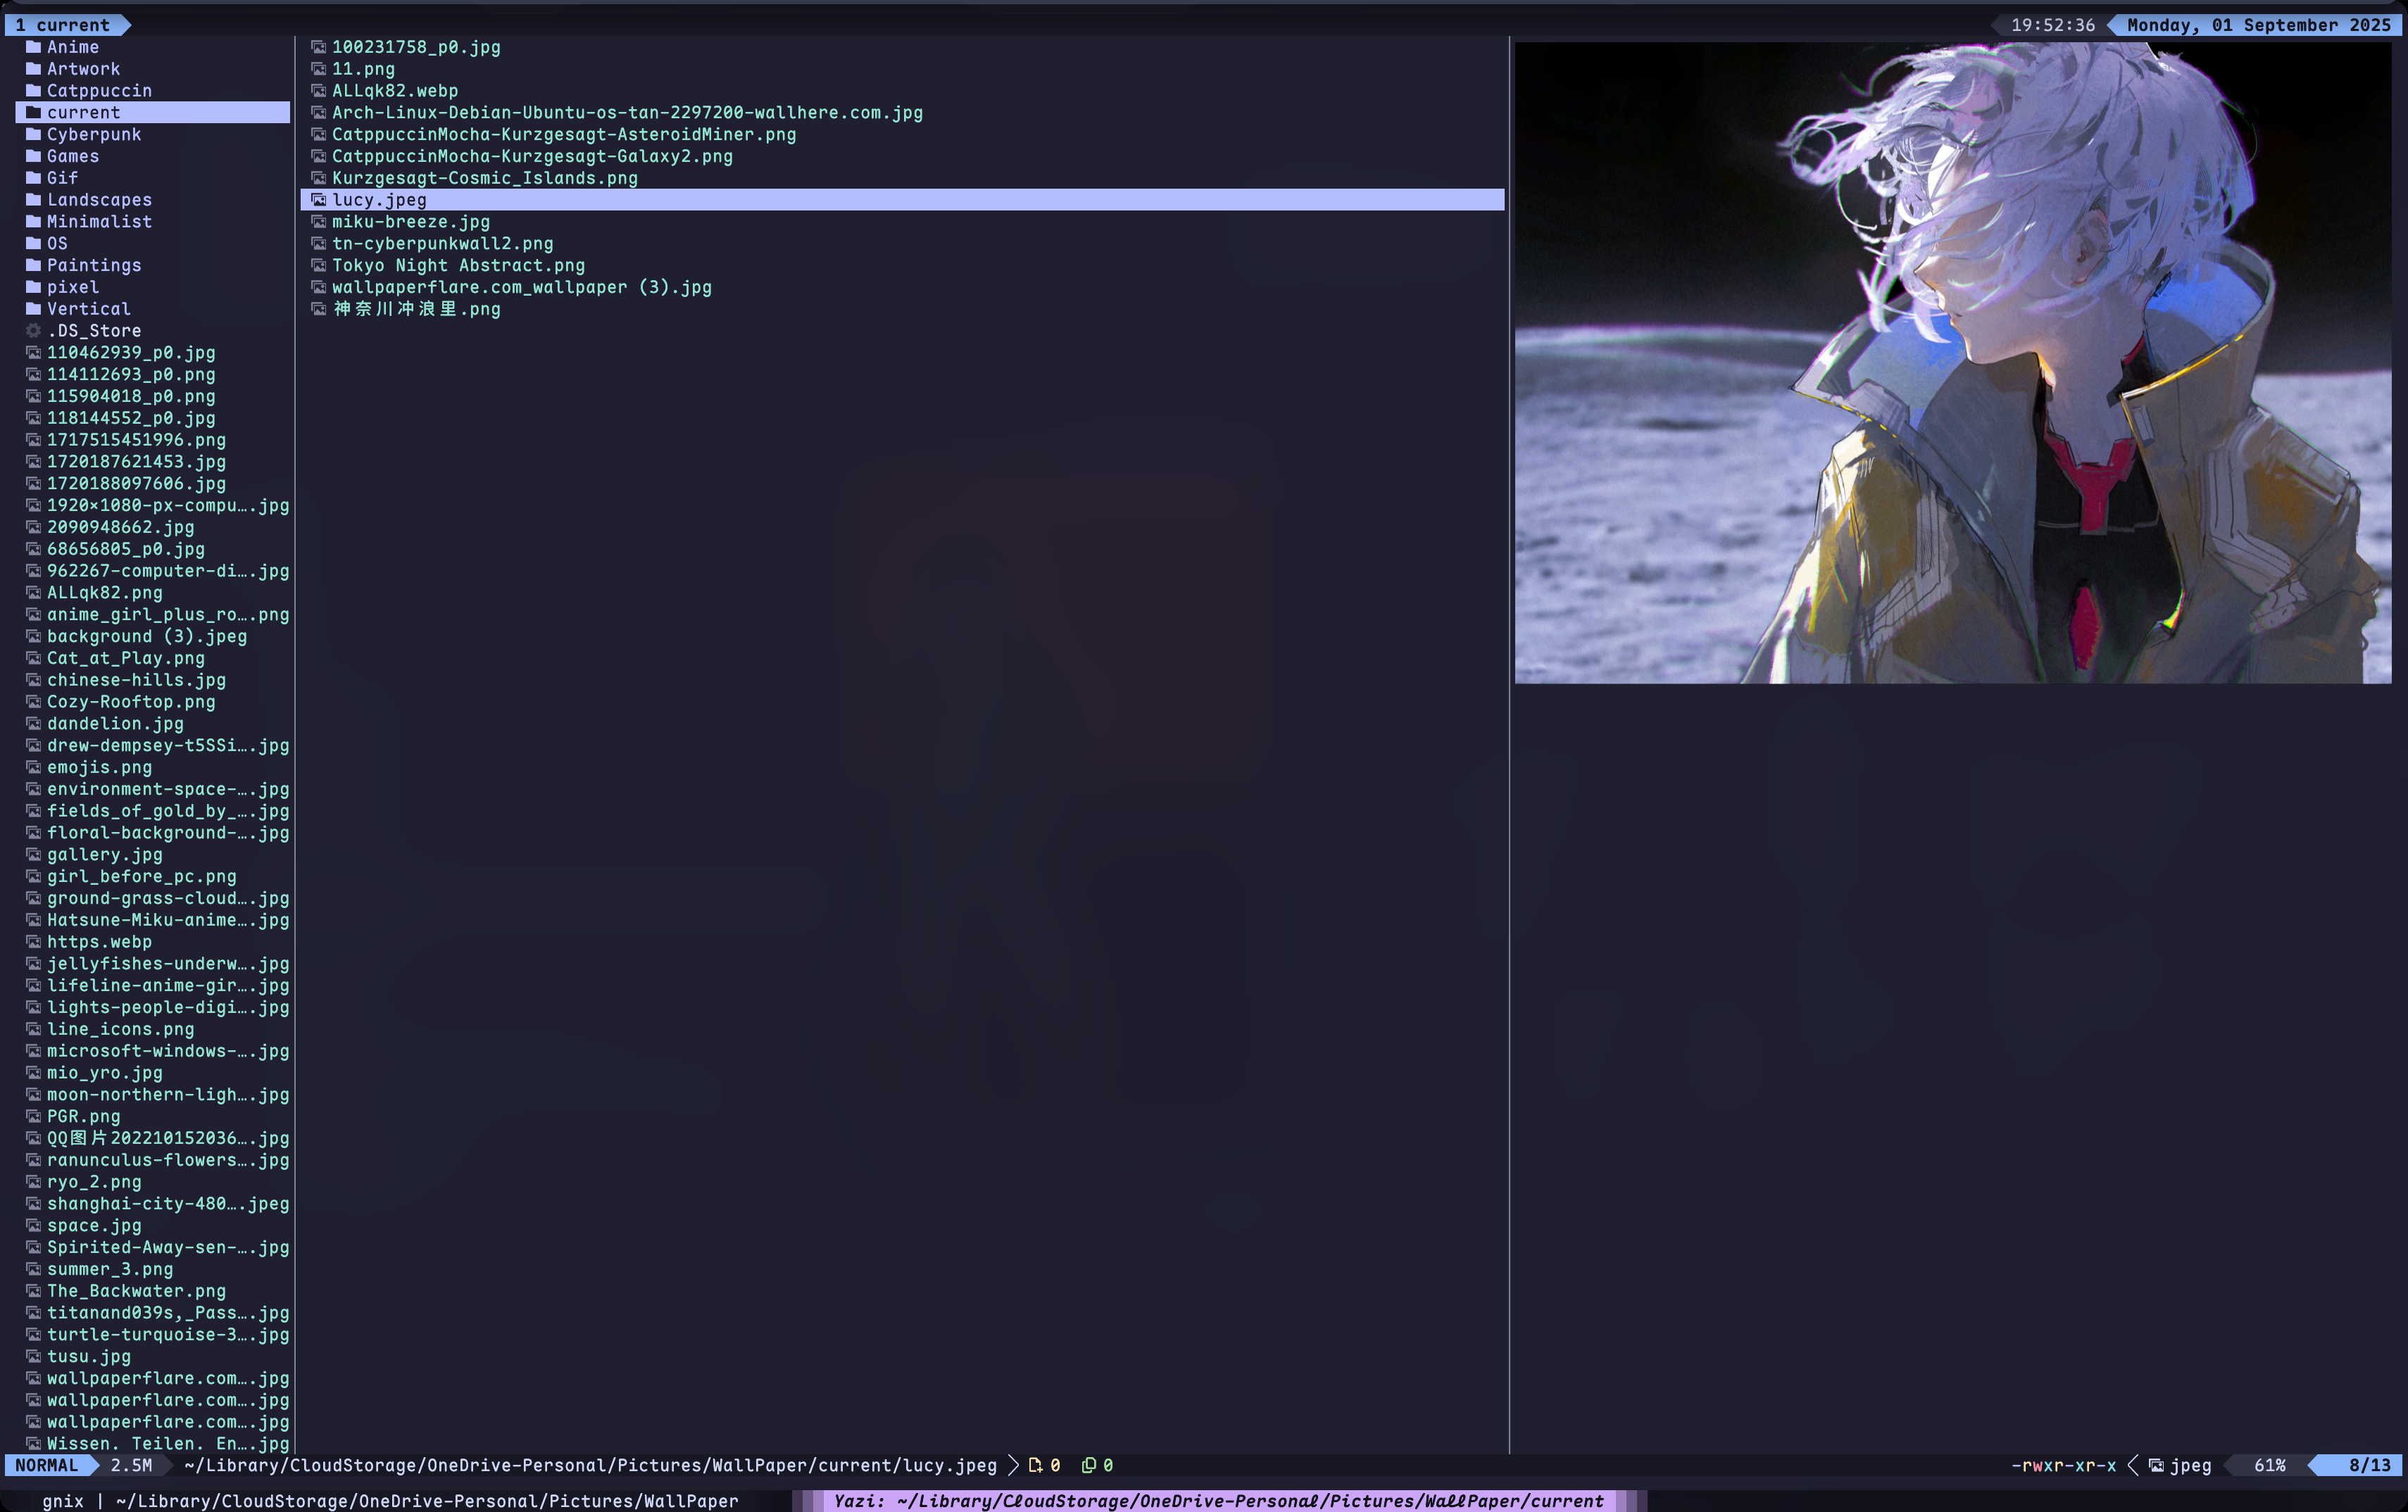 1 current
19:52:36
Monday, 01 September 2025
Anime
Artwork
Catppuccin
current
Cyberpunk
Games
Gif
Landscapes
Minimalist
OS
Paintings
pixel
Vertical
.DS_Store
110462939_p0.jpg
114112693_p0.png
115904018_p0.png
118144552_p0.jpg
1717515451996.png
1720187621453.jpg
1720188097606.jpg
1920×1080-px-compu….jpg
2090948662.jpg
68656805_p0.jpg
962267-computer-di….jpg
ALLqk82.png
anime_girl_plus_ro….png
background (3).jpeg
Cat_at_Play.png
chinese-hills.jpg
Cozy-Rooftop.png
dandelion.jpg
drew-dempsey-t5SSi….jpg
emojis.png
environment-space-….jpg
fields_of_gold_by_….jpg
floral-background-….jpg
gallery.jpg
girl_before_pc.png
ground-grass-cloud….jpg
Hatsune-Miku-anime….jpg
https.webp
jellyfishes-underw….jpg
lifeline-anime-gir….jpg
lights-people-digi….jpg
line_icons.png
microsoft-windows-….jpg
mio_yro.jpg
moon-northern-ligh….jpg
PGR.png
QQ图片202210152036….jpg
ranunculus-flowers….jpg
ryo_2.png
shanghai-city-480….jpeg
space.jpg
Spirited-Away-sen-….jpg
summer_3.png
The_Backwater.png
titanand039s,_Pass….jpg
turtle-turquoise-3….jpg
tusu.jpg
wallpaperflare.com….jpg
wallpaperflare.com….jpg
wallpaperflare.com….jpg
Wissen. Teilen. En….jpg
100231758_p0.jpg
11.png
ALLqk82.webp
Arch-Linux-Debian-Ubuntu-os-tan-2297200-wallhere.com.jpg
CatppuccinMocha-Kurzgesagt-AsteroidMiner.png
CatppuccinMocha-Kurzgesagt-Galaxy2.png
Kurzgesagt-Cosmic_Islands.png
lucy.jpeg
miku-breeze.jpg
tn-cyberpunkwall2.png
Tokyo Night Abstract.png
wallpaperflare.com_wallpaper (3).jpg
神奈川冲浪里.png
NORMAL 2.5M ~/Library/CloudStorage/OneDrive-Personal/Pictures/WallPaper/current/lucy.jpeg 0 0
-rwxr-xr-x jpeg 61% 8/13
gnix | ~/Library/CloudStorage/OneDrive-Personal/Pictures/WallPaper
Yazi: ~/Library/CloudStorage/OneDrive-Personal/Pictures/WallPaper/current